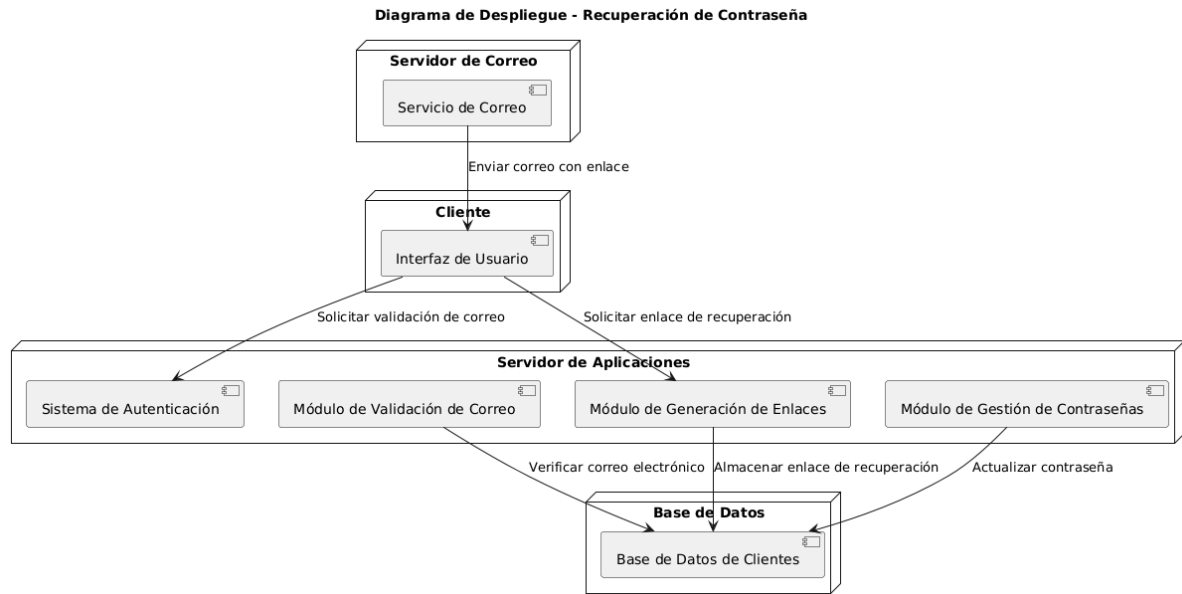 Diagrama de Despliegue - Recuperación de Contraseña
Servidor de Correo
Servicio de Correo
Enviar correo con enlace
Cliente
Interfaz de Usuario
Solicitar validación de correo
Solicitar enlace de recuperación
Servidor de Aplicaciones
Sistema de Autenticación
Módulo de Validación de Correo
Módulo de Generación de Enlaces
Módulo de Gestión de Contraseñas
Verificar correo electrónico
Almacenar enlace de recuperación
Actualizar contraseña
Base de Datos
Base de Datos de Clientes